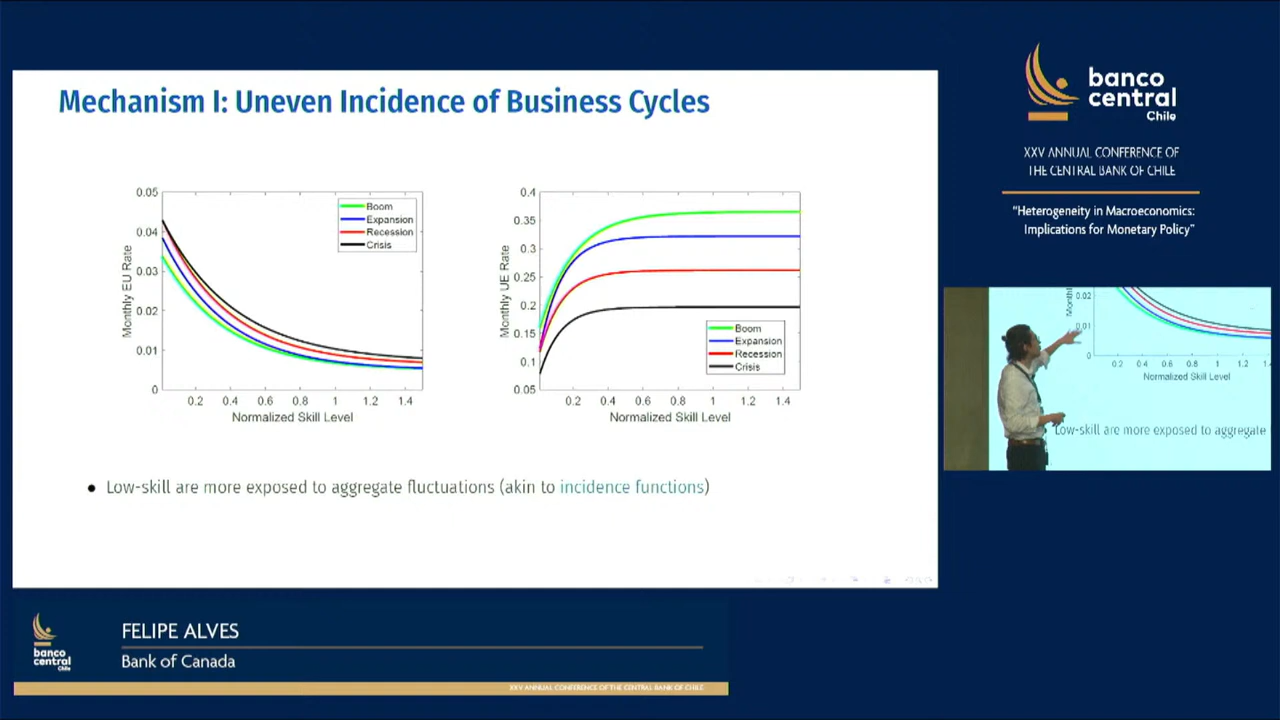 Mechanism I: Uneven Incidence of Business Cycles
0.05
0.04
0.03
0.02
0.01
0
Monthly EU Rate
Boom
Expansion
Recession
Crisis
0.2 0.4 0.6 0.8 1 1.2 1.4
Normalized Skill Level
0.4
0.35
0.3
0.25
0.2
0.15
0.1
0.05
Monthly UE Rate
Boom
Expansion
Recession
Crisis
0.2 0.4 0.6 0.8 1 1.2 1.4
Normalized Skill Level
● Low-skill are more exposed to aggregate fluctuations (akin to incidence functions)
banco
central
Chile
XXV ANNUAL CONFERENCE OF
THE CENTRAL BANK OF CHILE
“Heterogeneity in Macroeconomics:
Implications for Monetary Policy”
0.02
0.01
0
Monthl
0.2 0.4 0.6 0.8 1 1.2 1.4
Normalized Skill Level
Low-skill are more exposed to aggregate
banco
central
Chile
FELIPE ALVES
Bank of Canada
XXV ANNUAL CONFERENCE OF THE CENTRAL BANK OF CHILE